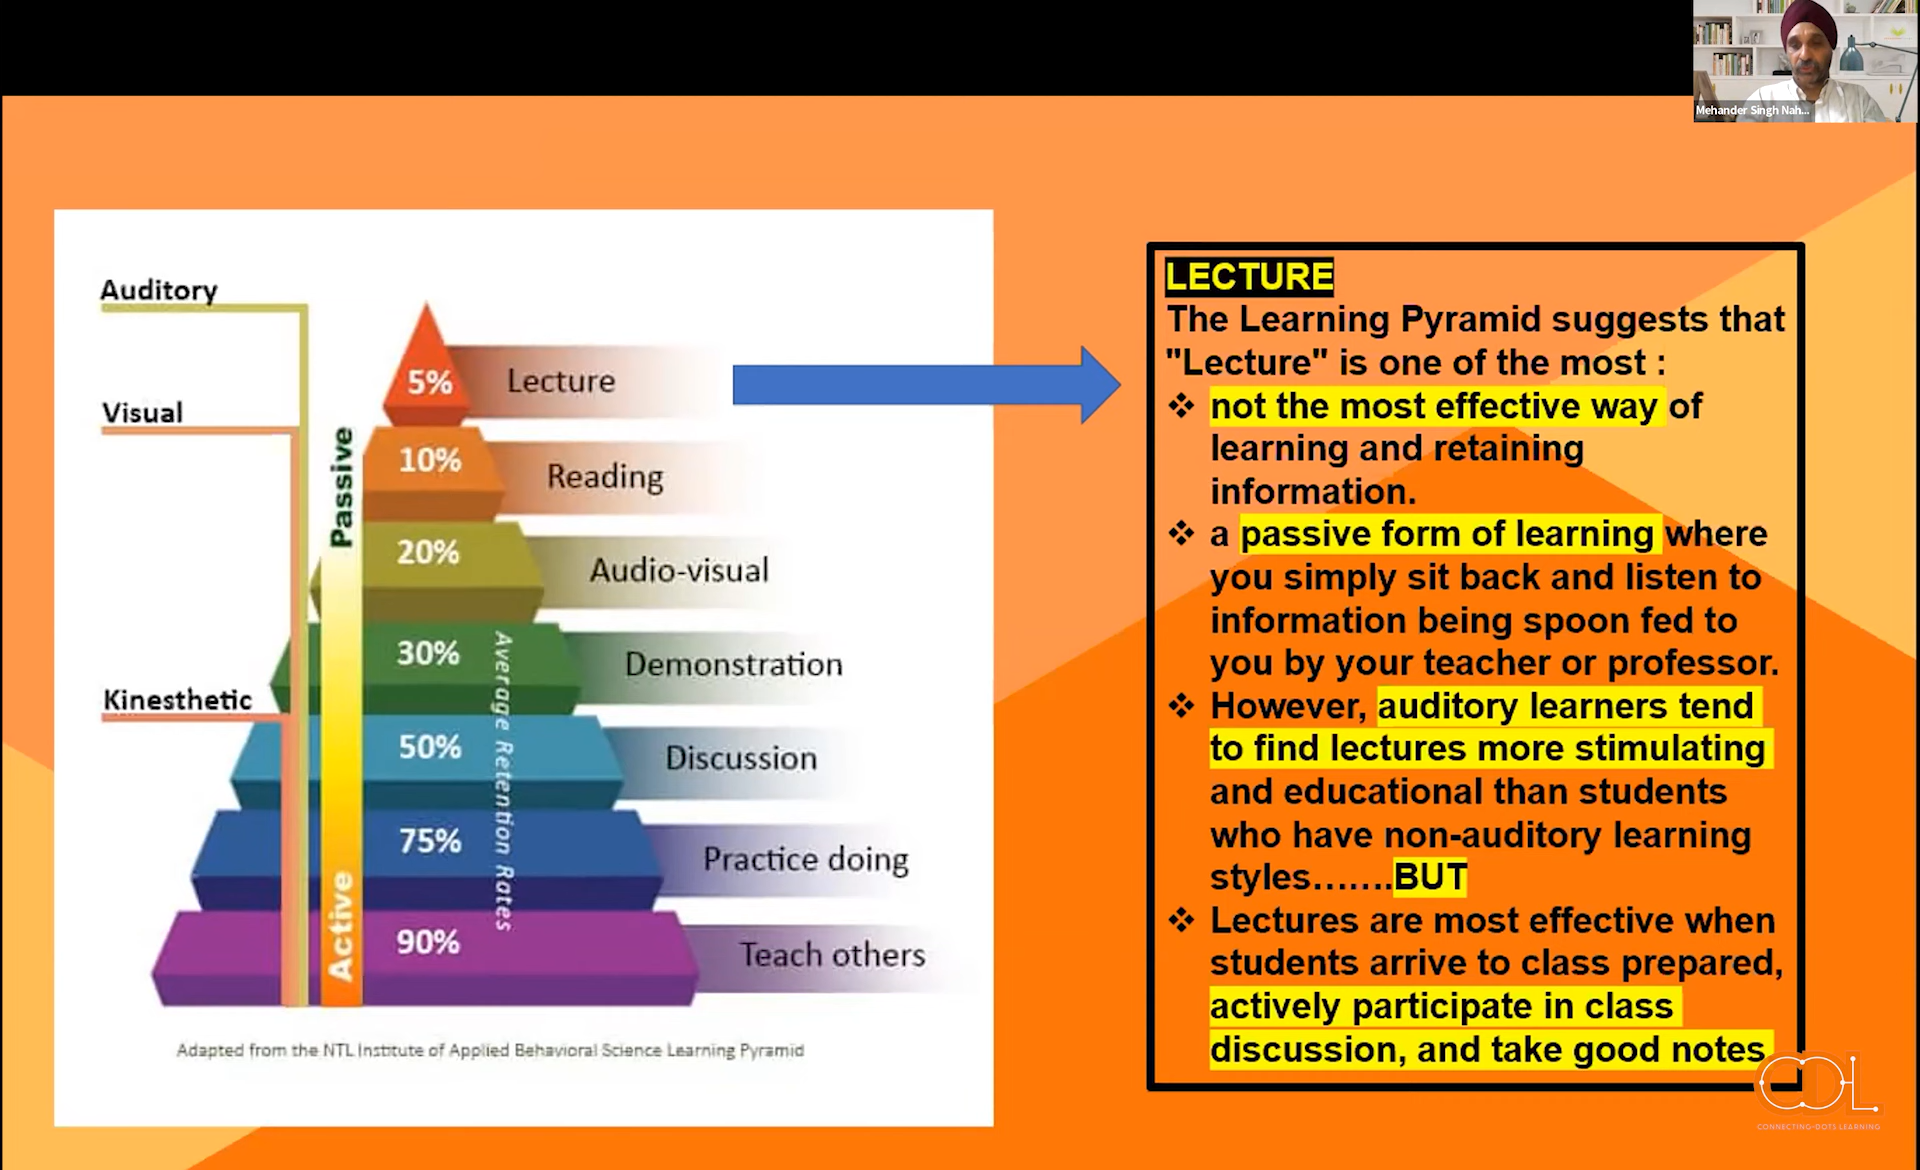 Mehander Singh Nah...
Auditory
Visual
Kinesthetic
Passive
Active
Average Retention Rates
5% Lecture
10% Reading
20% Audio-visual
30% Demonstration
50% Discussion
75% Practice doing
90% Teach others
Adapted from the NTL Institute of Applied Behavioral Science Learning Pyramid
LECTURE
The Learning Pyramid suggests that
"Lecture" is one of the most :
❖ not the most effective way of
learning and retaining
information.
❖ a passive form of learning where
you simply sit back and listen to
information being spoon fed to
you by your teacher or professor.
❖ However, auditory learners tend
to find lectures more stimulating
and educational than students
who have non-auditory learning
styles.......BUT
❖ Lectures are most effective when
students arrive to class prepared,
actively participate in class
discussion, and take good notes
CDL
CONNECTING-DOTS LEARNING